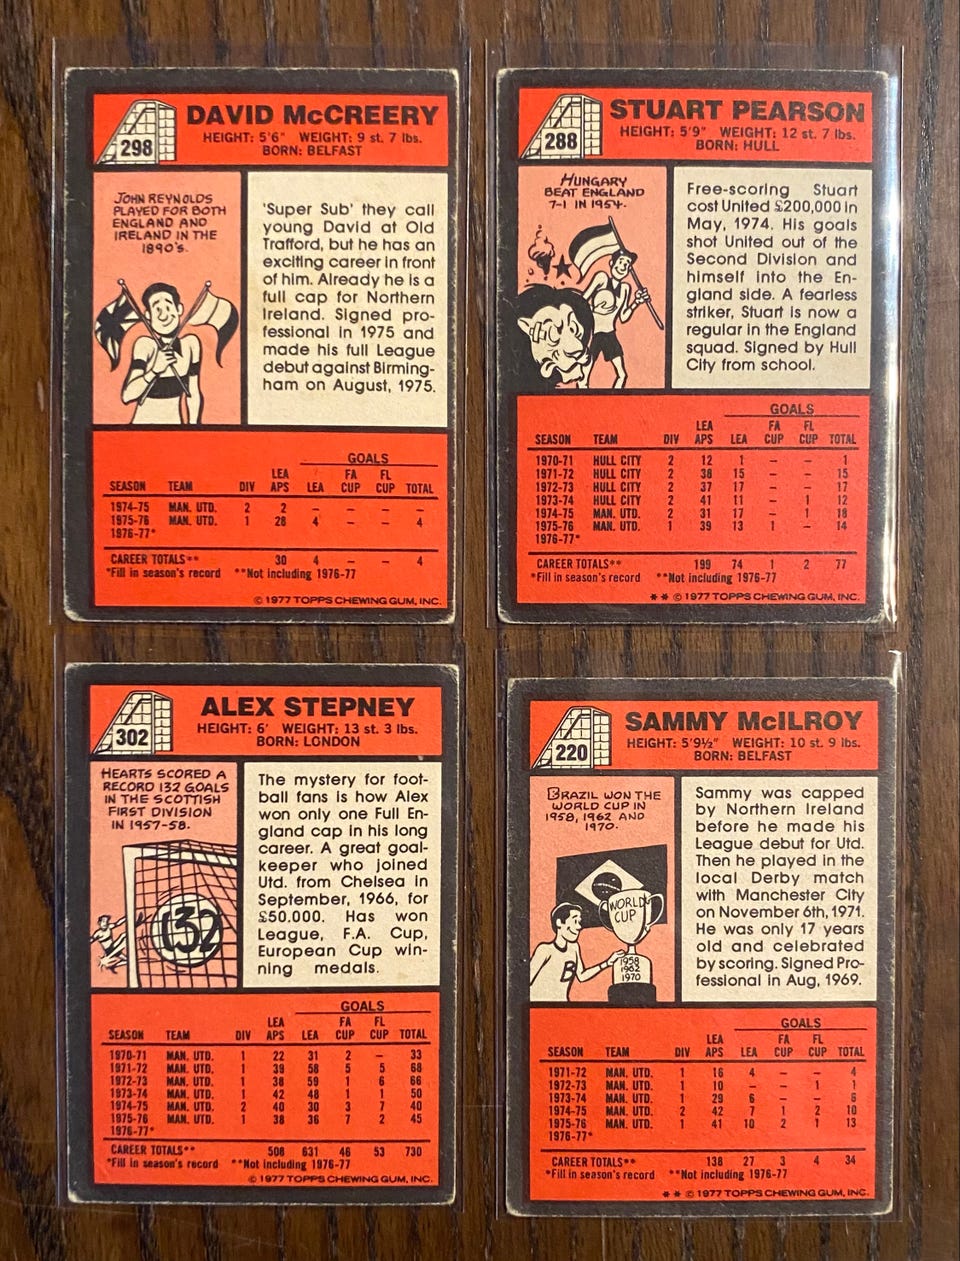 298
DAVID McCREERY
HEIGHT: 5'6" WEIGHT: 9 st. 7 lbs.
BORN: BELFAST
JOHN REYNOLDS
PLAYED FOR BOTH
ENGLAND AND
IRELAND IN THE
1890'S.
'Super Sub' they call
young David at Old
Trafford, but he has an
exciting career in front
of him. Already he is a
full cap for Northern
Ireland. Signed pro-
fessional in 1975 and
made his full League
debut against Birming-
ham on August, 1975.
GOALS
LEA FA FL
SEASON TEAM DIV APS LEA CUP CUP TOTAL
1974-75 MAN. UTD. 2 2 – – – –
1975-76 MAN. UTD. 1 28 4 – – 4
1976-77*
CAREER TOTALS** 30 4 – – 4
*Fill in season's record **Not including 1976-77
© 1977 TOPPS CHEWING GUM, INC.
288
STUART PEARSON
HEIGHT: 5'9" WEIGHT: 12 st. 7 lbs.
BORN: HULL
HUNGARY
BEAT ENGLAND
7-1 IN 1954.
Free-scoring Stuart
cost United £200,000 in
May, 1974. His goals
shot United out of the
Second Division and
himself into the En-
gland side. A fearless
striker, Stuart is now a
regular in the England
squad. Signed by Hull
City from school.
GOALS
LEA FA FL
SEASON TEAM DIV APS LEA CUP CUP TOTAL
1970-71 HULL CITY 2 12 1 – – 1
1971-72 HULL CITY 2 38 15 – – 15
1972-73 HULL CITY 2 37 17 – – 17
1973-74 HULL CITY 2 41 11 – 1 12
1974-75 MAN. UTD. 2 31 17 – 1 18
1975-76 MAN. UTD. 1 39 13 1 – 14
1976-77*
CAREER TOTALS** 199 74 1 2 77
*Fill in season's record **Not including 1976-77
** © 1977 TOPPS CHEWING GUM, INC.
302
ALEX STEPNEY
HEIGHT: 6' WEIGHT: 13 st. 3 lbs.
BORN: LONDON
HEARTS SCORED A
RECORD 132 GOALS
IN THE SCOTTISH
FIRST DIVISION
IN 1957-58.
132
The mystery for foot-
ball fans is how Alex
won only one Full En-
gland cap in his long
career. A great goal-
keeper who joined
Utd. from Chelsea in
September, 1966, for
£50.000. Has won
League, F.A. Cup,
European Cup win-
ning medals.
GOALS
LEA FA FL
SEASON TEAM DIV APS LEA CUP CUP TOTAL
1970-71 MAN. UTD. 1 22 31 2 – 33
1971-72 MAN. UTD. 1 39 58 5 5 68
1972-73 MAN. UTD. 1 38 59 1 6 66
1973-74 MAN. UTD. 1 42 48 1 1 50
1974-75 MAN. UTD. 2 40 30 3 7 40
1975-76 MAN. UTD. 1 38 36 7 2 45
1976-77*
CAREER TOTALS** 508 631 46 53 730
*Fill in season's record **Not including 1976-77
© 1977 TOPPS CHEWING GUM, INC.
220
SAMMY McILROY
HEIGHT: 5'9½" WEIGHT: 10 st. 9 lbs.
BORN: BELFAST
BRAZIL WON THE
WORLD CUP IN
1958, 1962 AND
1970.
WORLD
CUP
B
1958
1962
1970
Sammy was capped
by Northern Ireland
before he made his
League debut for Utd.
Then he played in the
local Derby match
with Manchester City
on November 6th, 1971.
He was only 17 years
old and celebrated
by scoring. Signed Pro-
fessional in Aug, 1969.
GOALS
LEA FA FL
SEASON TEAM DIV APS LEA CUP CUP TOTAL
1971-72 MAN. UTD. 1 16 4 – – 4
1972-73 MAN. UTD. 1 10 – – 1 1
1973-74 MAN. UTD. 1 29 6 – – 6
1974-75 MAN. UTD. 2 42 7 1 2 10
1975-76 MAN. UTD. 1 41 10 2 1 13
1976-77*
CAREER TOTALS** 138 27 3 4 34
*Fill in season's record **Not including 1976-77
** © 1977 TOPPS CHEWING GUM, INC.